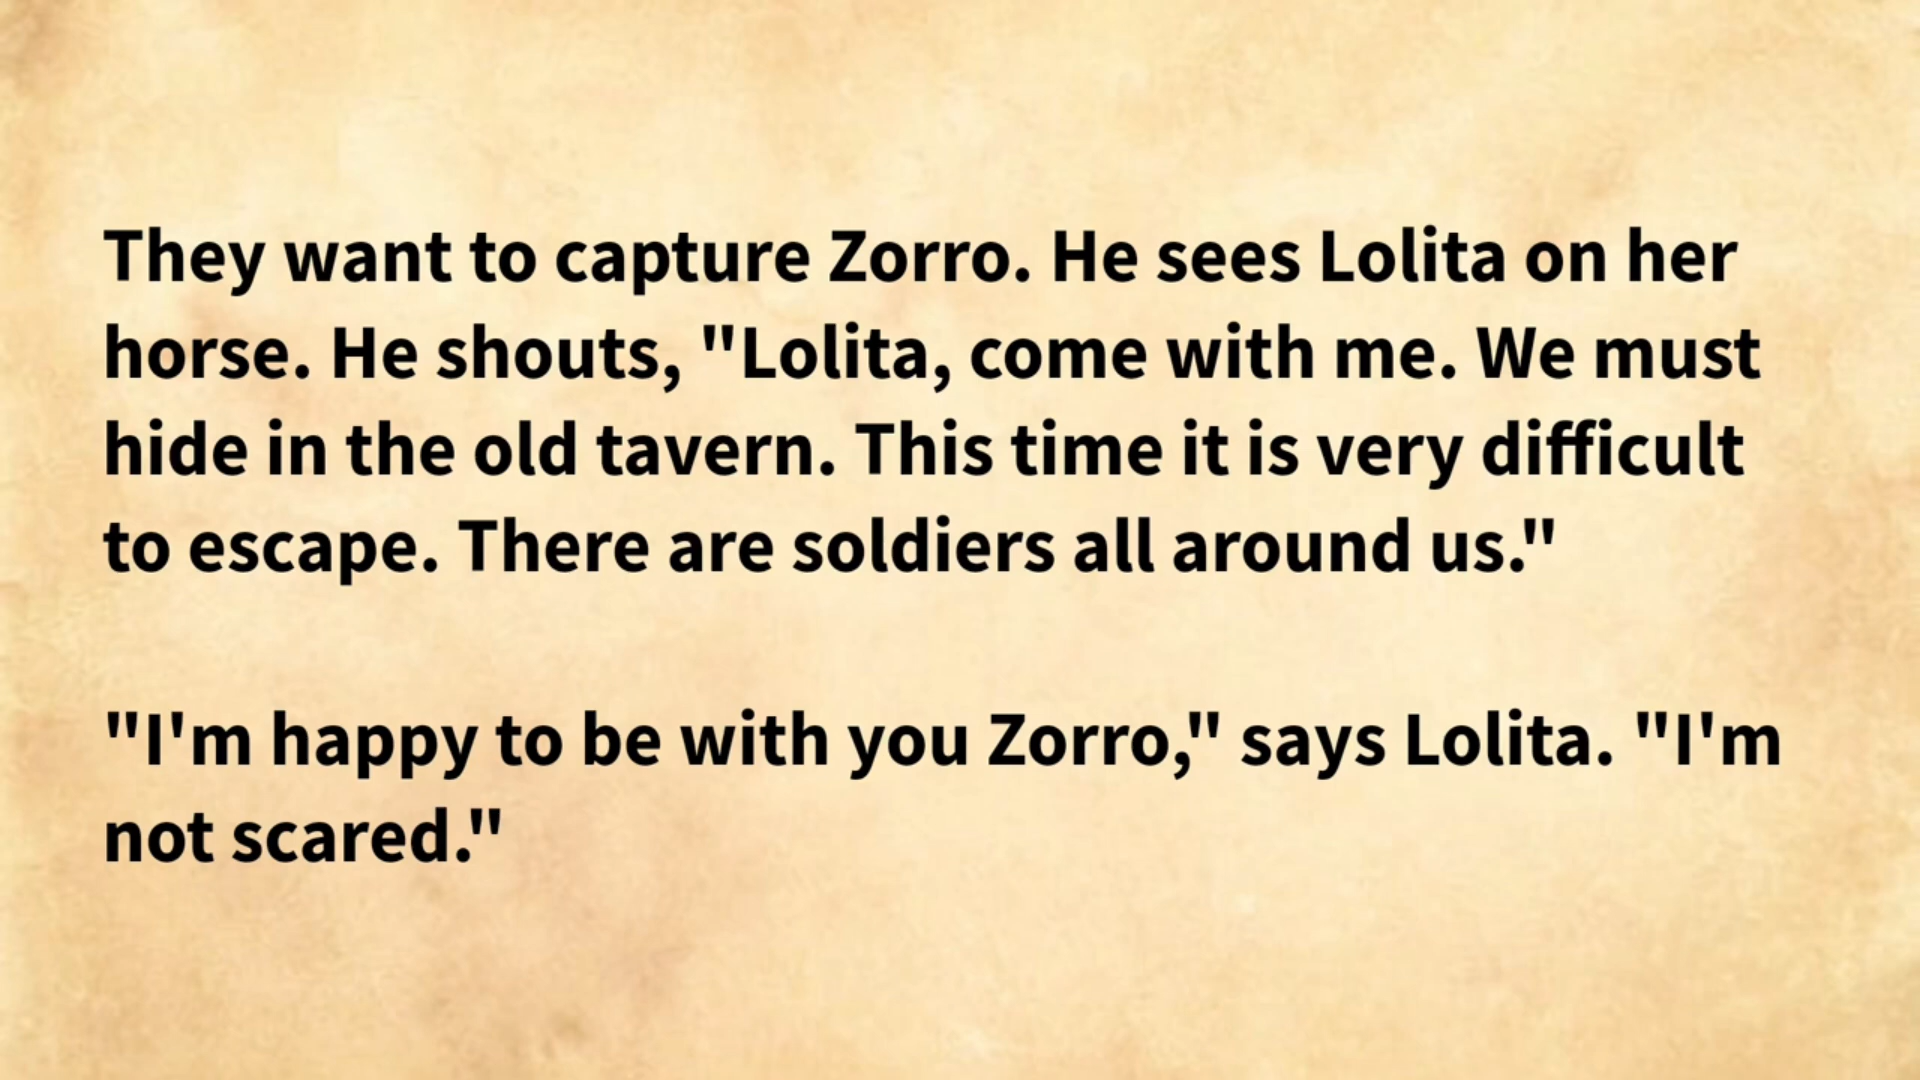 They want to capture Zorro. He sees Lolita on her
horse. He shouts, "Lolita, come with me. We must
hide in the old tavern. This time it is very difficult
to escape. There are soldiers all around us."
"I'm happy to be with you Zorro," says Lolita. "I'm
not scared."